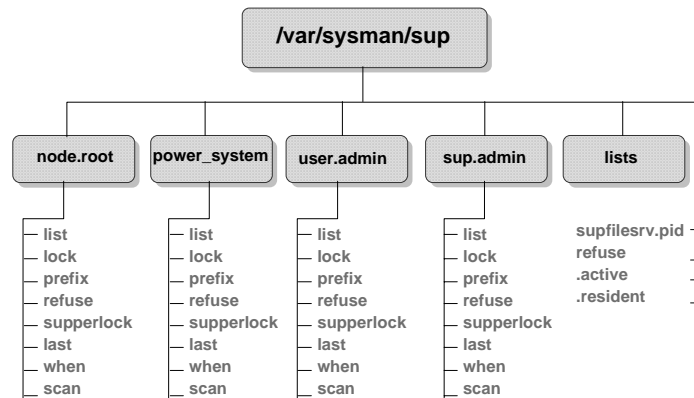 /var/sysman/sup
node.root
power_system
user.admin
sup.admin
lists
list
lock
prefix
refuse
supperlock
last
when
scan
list
lock
prefix
refuse
supperlock
last
when
scan
list
lock
prefix
refuse
supperlock
last
when
scan
list
lock
prefix
refuse
supperlock
last
when
scan
supfilesrv.pid
refuse
.active
.resident